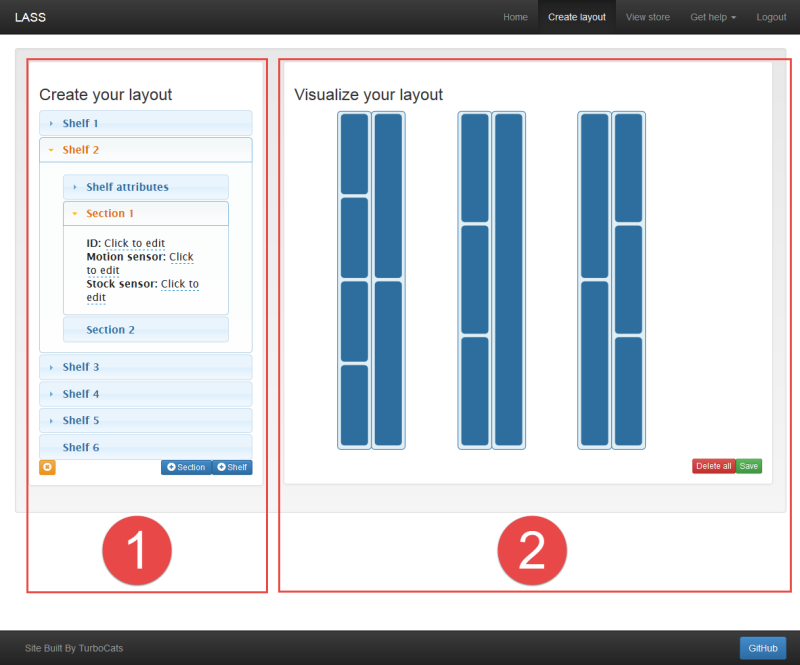 LASS
Home
Create layout
View store
Get help
Logout
Create your layout
Shelf 1
Shelf 2
Shelf attributes
Section 1
ID: Click to edit
Motion sensor: Click
to edit
Stock sensor: Click to
edit
Section 2
Shelf 3
Shelf 4
Shelf 5
Shelf 6
Section
Shelf
Visualize your layout
Delete all
Save
1
2
Site Built By TurboCats
GitHub